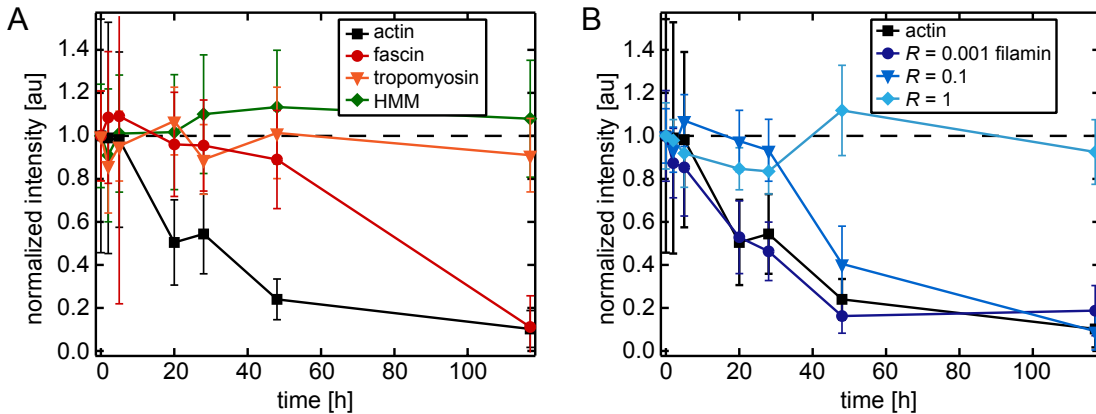 A
normalized intensity [au]
1.4
1.2
1.0
0.8
0.6
0.4
0.2
0.0
0
20
40
60
80
100
time [h]
actin
fascin
tropomyosin
HMM
B
normalized intensity [au]
1.4
1.2
1.0
0.8
0.6
0.4
0.2
0.0
0
20
40
60
80
100
time [h]
actin
R = 0.001 filamin
R = 0.1
R = 1